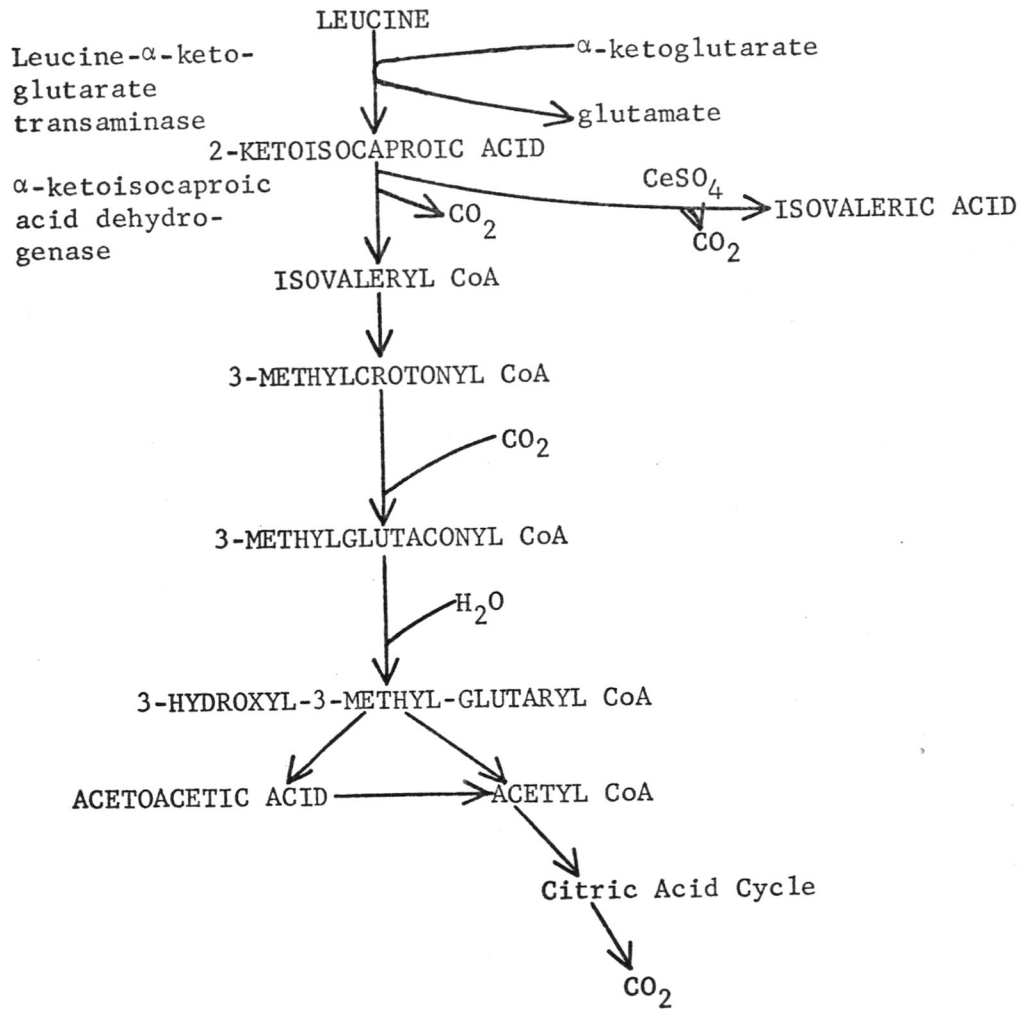 LEUCINE
Leucine-α-keto-
glutarate
transaminase
α-ketoglutarate
glutamate
2-KETOISOCAPROIC ACID
α-ketoisocaproic
acid dehydro-
genase
CO2
CeSO4
CO2
ISOVALERIC ACID
ISOVALERYL CoA
3-METHYLCROTONYL CoA
CO2
3-METHYLGLUTACONYL CoA
H2O
3-HYDROXYL-3-METHYL-GLUTARYL CoA
ACETOACETIC ACID
ACETYL CoA
Citric Acid Cycle
CO2